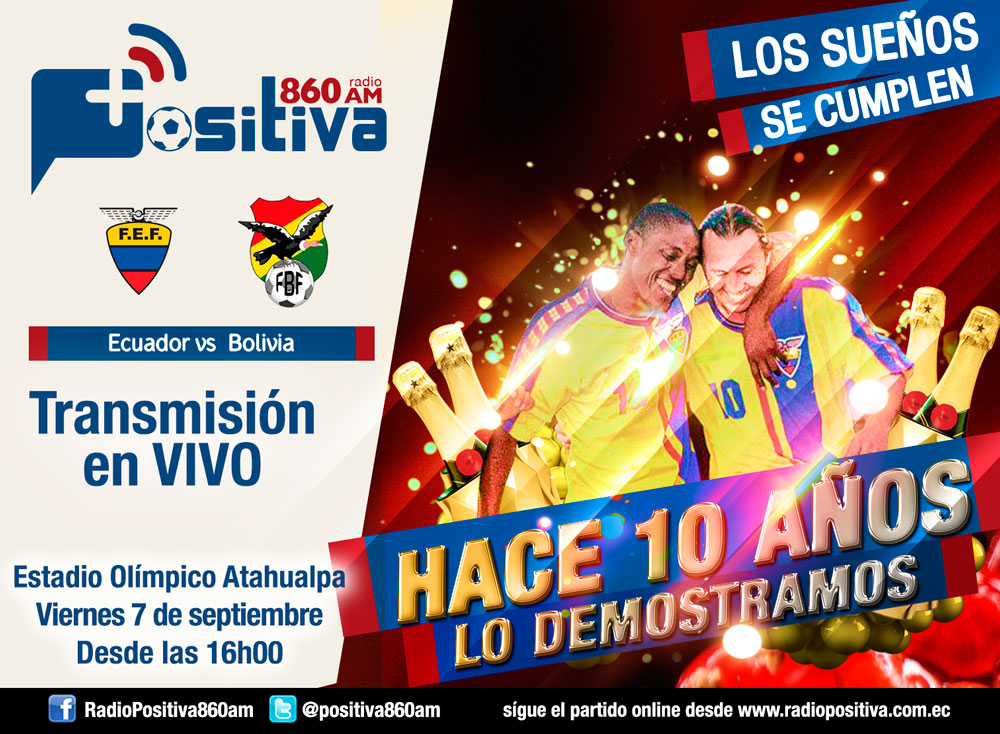 Positiva
860 AM
radio
F.E.F.
FBF
Ecuador vs Bolivia
Transmisión
en VIVO
Estadio Olímpico Atahualpa
Viernes 7 de septiembre
Desde las 16h00
LOS SUEÑOS
SE CUMPLEN
10
HACE 10 AÑOS
LO DEMOSTRAMOS
RadioPositiva860am
@positiva860am
sígue el partido online desde www.radiopositiva.com.ec